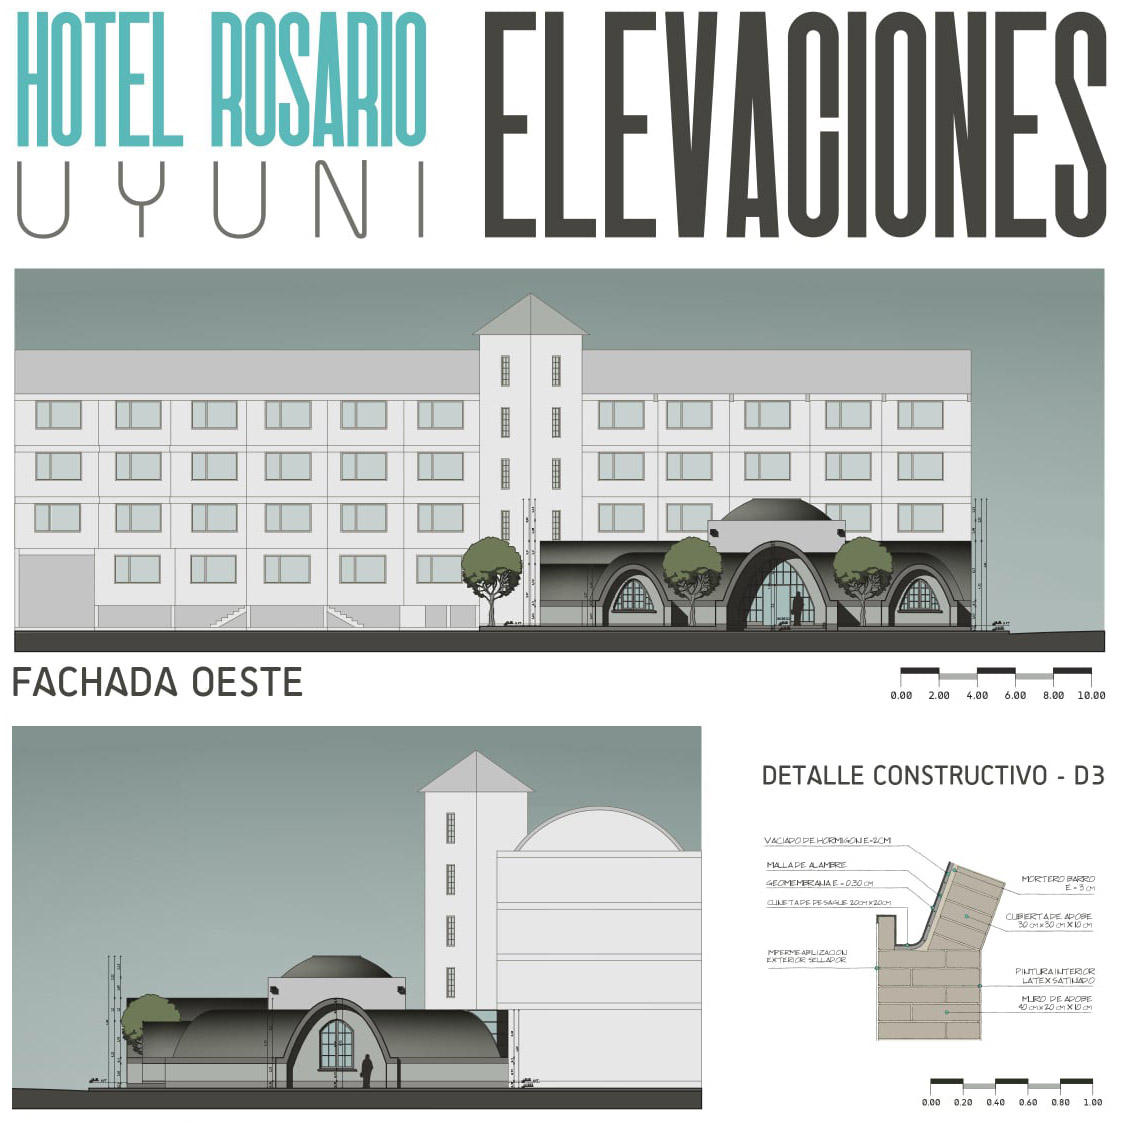 HOTEL ROSARIO
UYUNI
ELEVACIONES
FACHADA OESTE
0.00 2.00 4.00 6.00 8.00 10.00
DETALLE CONSTRUCTIVO - D3
VACIADO DE HORMIGON E=2CM
MALLA DE ALAMBRE
GEOMEMBRANA E = 0.30 CM
CUNETA DE DESAGUE 20CM X 20CM
IMPERMEABILIZACION
EXTERIOR SELLADOR
MORTERO BARRO
E = 3 CM
CUBIERTA DE ADOBE
30 CM X 30 CM X 10 CM
PINTURA INTERIOR
LATEX SATINADO
MURO DE ADOBE
40 CM X 20 CM X 10 CM
0.00 0.20 0.40 0.60 0.80 1.00